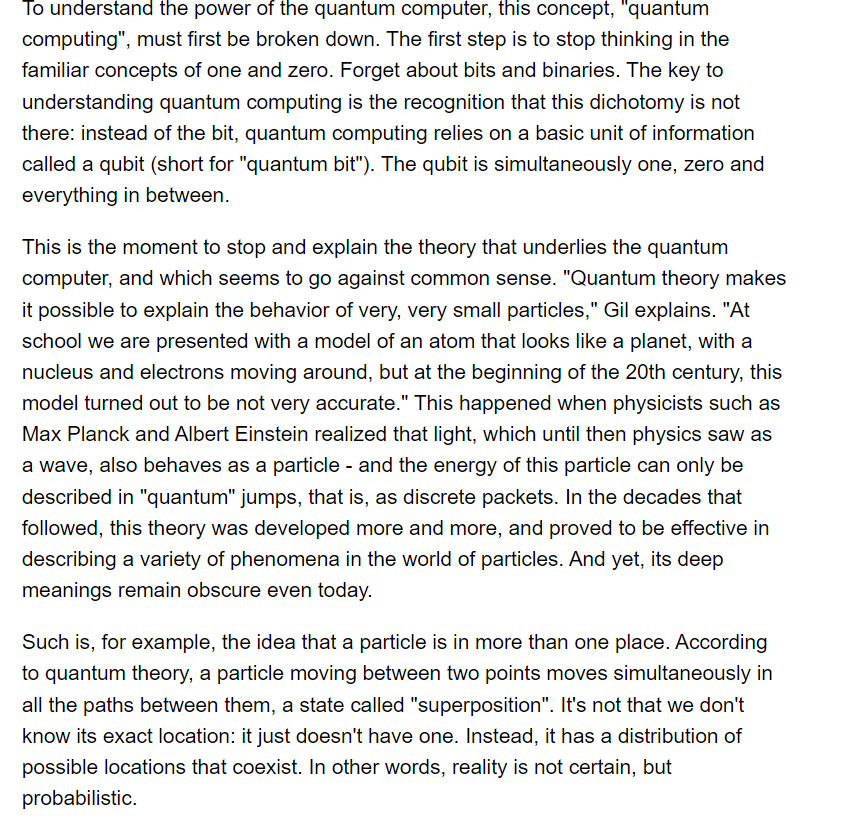 To understand the power of the quantum computer, this concept, "quantum
computing", must first be broken down. The first step is to stop thinking in the
familiar concepts of one and zero. Forget about bits and binaries. The key to
understanding quantum computing is the recognition that this dichotomy is not
there: instead of the bit, quantum computing relies on a basic unit of information
called a qubit (short for "quantum bit"). The qubit is simultaneously one, zero and
everything in between.
This is the moment to stop and explain the theory that underlies the quantum
computer, and which seems to go against common sense. "Quantum theory makes
it possible to explain the behavior of very, very small particles," Gil explains. "At
school we are presented with a model of an atom that looks like a planet, with a
nucleus and electrons moving around, but at the beginning of the 20th century, this
model turned out to be not very accurate." This happened when physicists such as
Max Planck and Albert Einstein realized that light, which until then physics saw as
a wave, also behaves as a particle - and the energy of this particle can only be
described in "quantum" jumps, that is, as discrete packets. In the decades that
followed, this theory was developed more and more, and proved to be effective in
describing a variety of phenomena in the world of particles. And yet, its deep
meanings remain obscure even today.
Such is, for example, the idea that a particle is in more than one place. According
to quantum theory, a particle moving between two points moves simultaneously in
all the paths between them, a state called "superposition". It's not that we don't
know its exact location: it just doesn't have one. Instead, it has a distribution of
possible locations that coexist. In other words, reality is not certain, but
probabilistic.